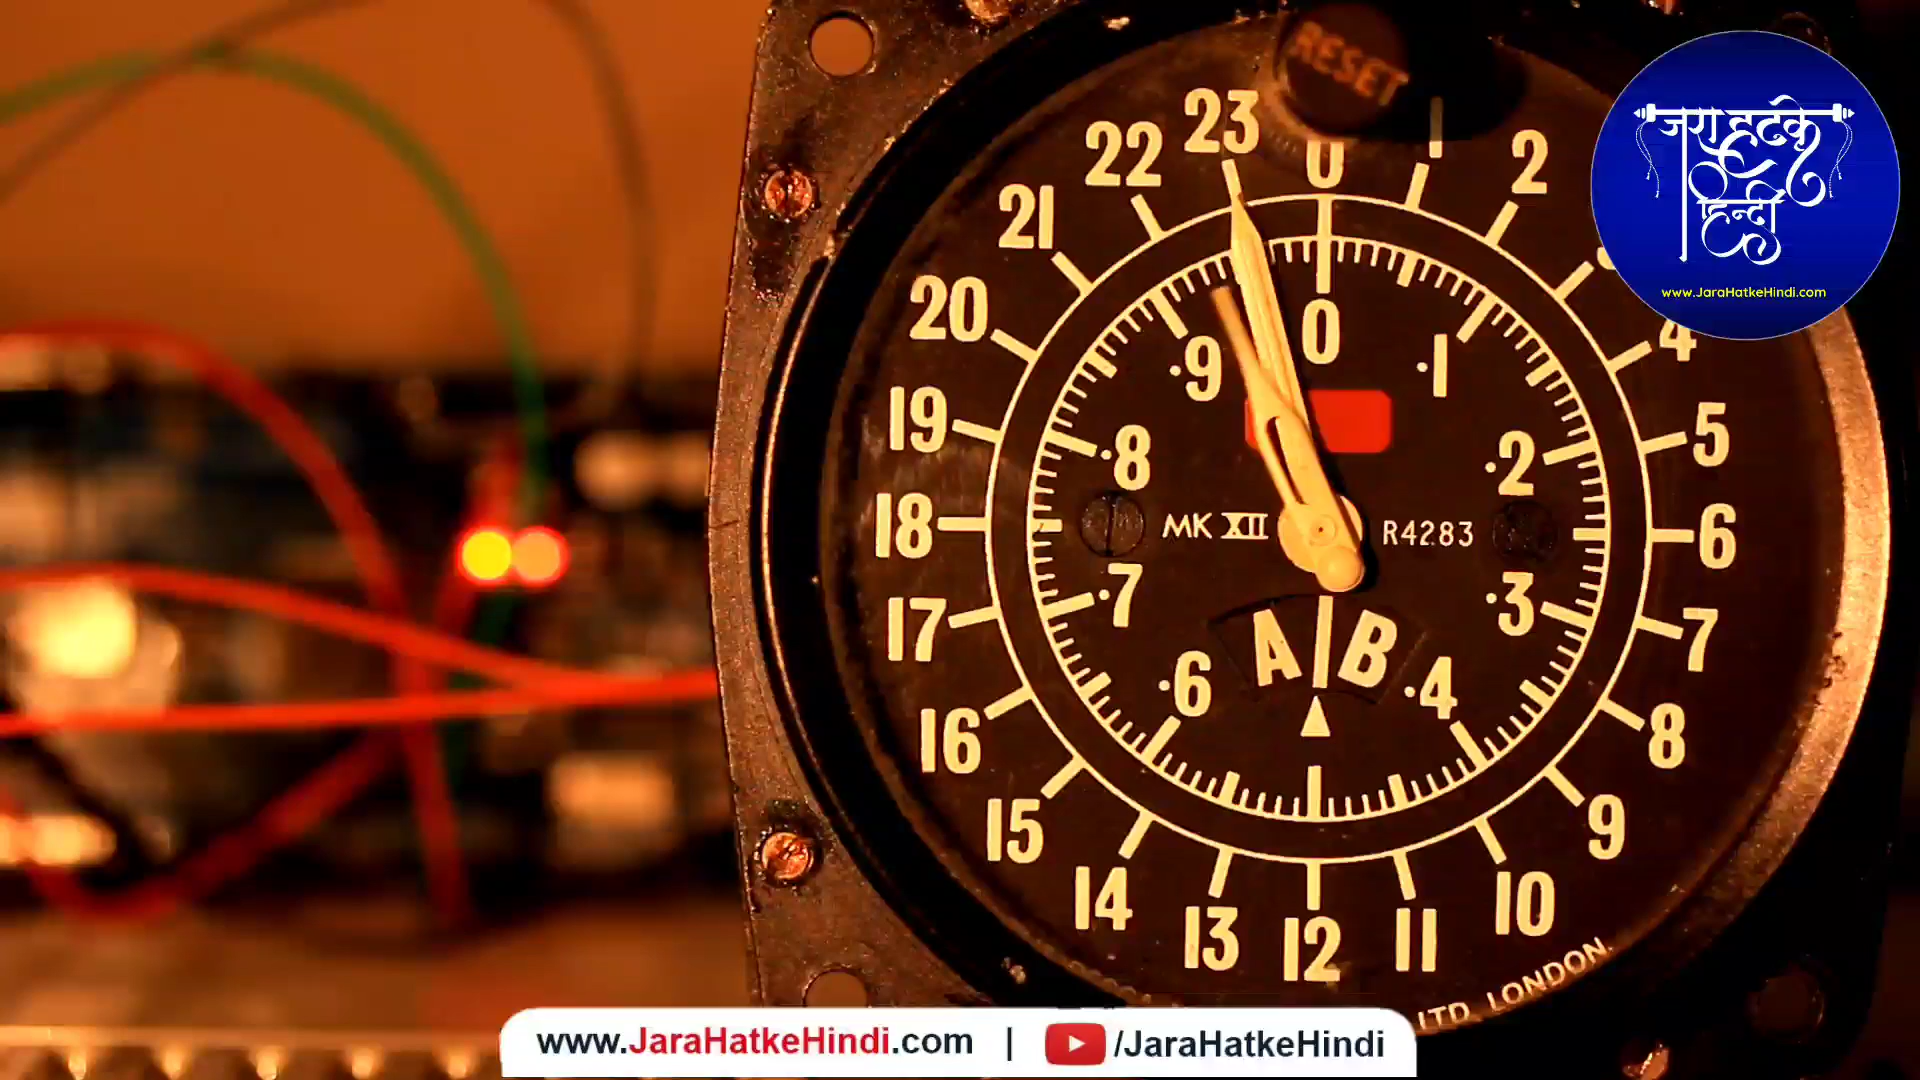 RESET
जरा हटके
हिन्दी
www.JaraHatkeHindi.com
23 0 1 2
22
21
20 4
19 5
18 6
17 7
16 8
15 9
14 10
13 12 11
0
.9 .1
.8 .2
MK XII R4283
.7 .3
A B
.6 .4
LTD. LONDON.
www.JaraHatkeHindi.com | /JaraHatkeHindi